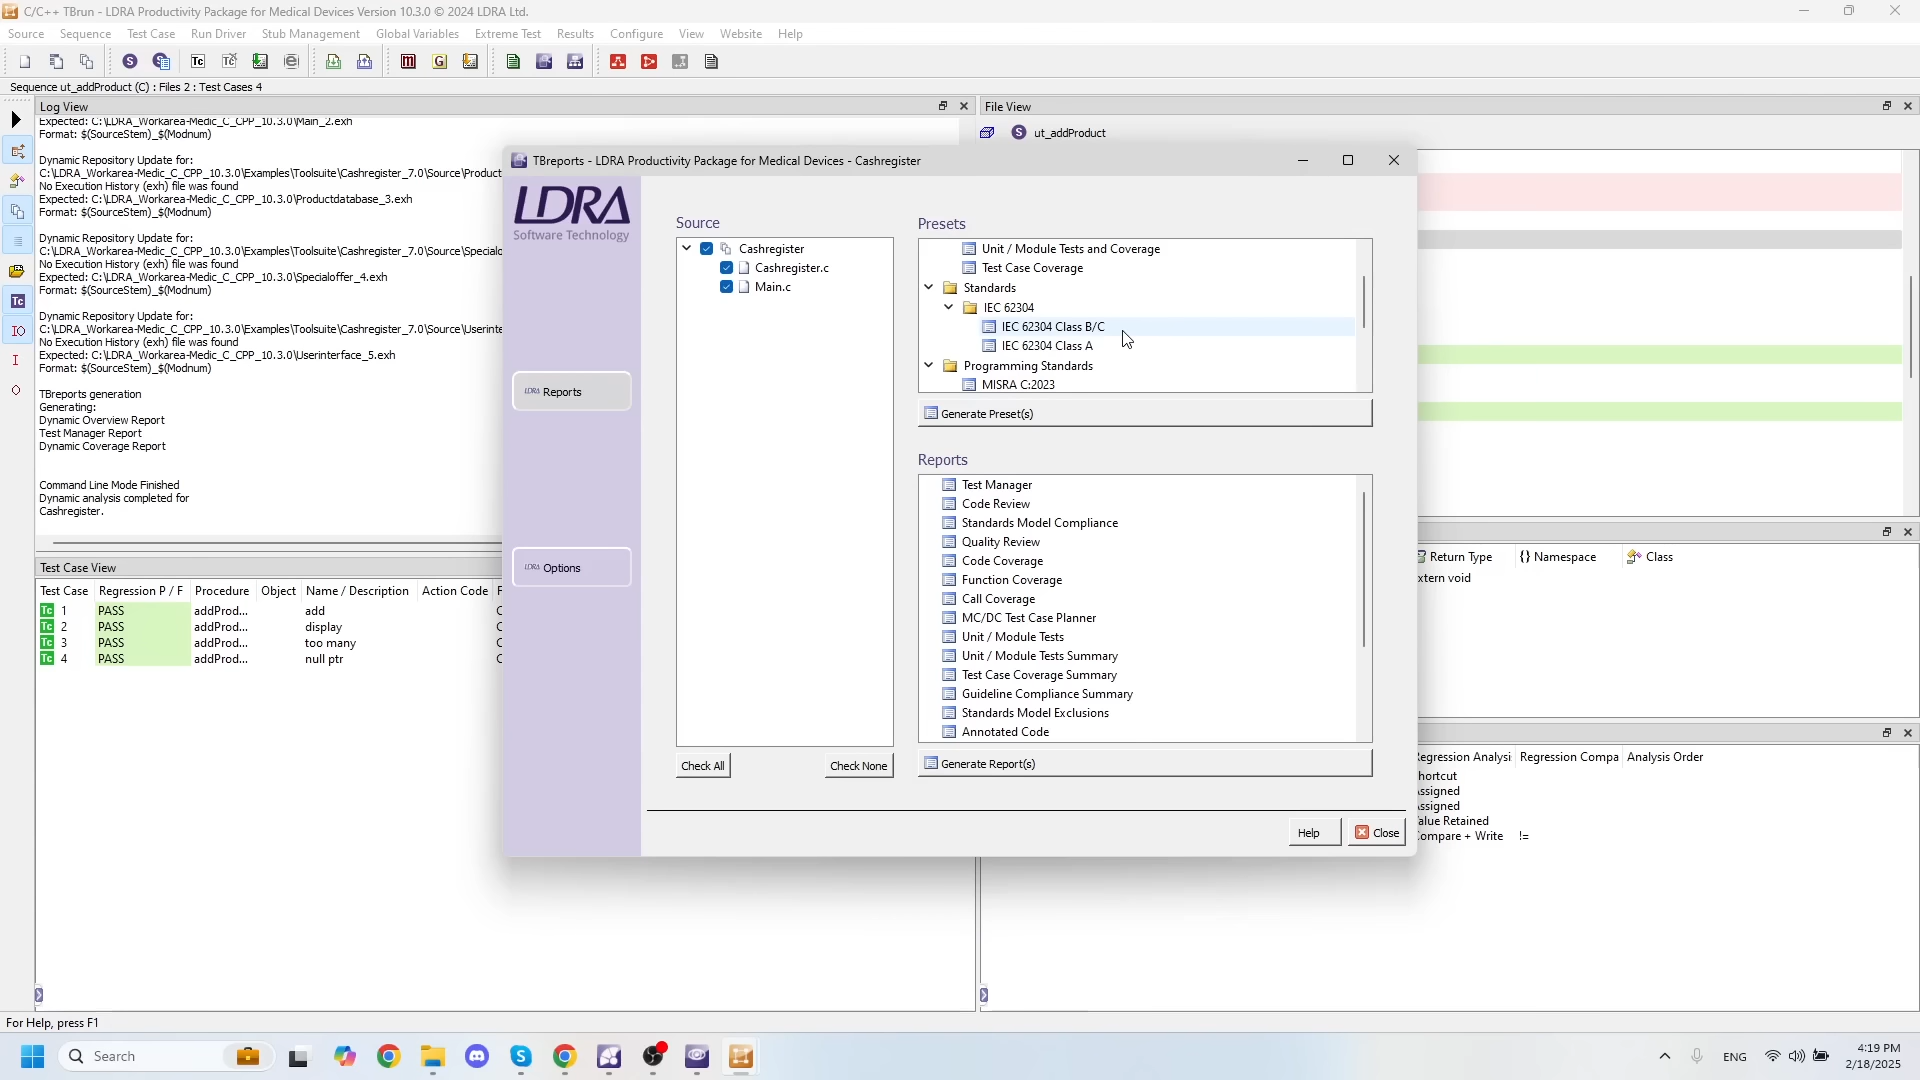 C/C++ TBrun - LDRA Productivity Package for Medical Devices Version 10.3.0 © 2024 LDRA Ltd.
Source Sequence Test Case Run Driver Stub Management Global Variables Extreme Test Results Configure View Website Help
Sequence ut_addProduct (C) : Files 2 : Test Cases 4
Log View
Expected: C:\LDRA_Workarea-Medic_C_CPP_10.3.0\Main_2.exh
Format: $(SourceStem)_$(Modnum)
Dynamic Repository Update for:
C:\LDRA_Workarea-Medic_C_CPP_10.3.0\Examples\Toolsuite\Cashregister_7.0\Source\Product
No Execution History (exh) file was found
Expected: C:\LDRA_Workarea-Medic_C_CPP_10.3.0\Productdatabase_3.exh
Format: $(SourceStem)_$(Modnum)
Dynamic Repository Update for:
C:\LDRA_Workarea-Medic_C_CPP_10.3.0\Examples\Toolsuite\Cashregister_7.0\Source\Specialo
No Execution History (exh) file was found
Expected: C:\LDRA_Workarea-Medic_C_CPP_10.3.0\Specialoffer_4.exh
Format: $(SourceStem)_$(Modnum)
Dynamic Repository Update for:
C:\LDRA_Workarea-Medic_C_CPP_10.3.0\Examples\Toolsuite\Cashregister_7.0\Source\Userinte
No Execution History (exh) file was found
Expected: C:\LDRA_Workarea-Medic_C_CPP_10.3.0\Userinterface_5.exh
Format: $(SourceStem)_$(Modnum)
TBreports generation
Generating:
Dynamic Overview Report
Test Manager Report
Dynamic Coverage Report
Command Line Mode Finished
Dynamic analysis completed for
Cashregister.
Test Case View
Test Case Regression P / F Procedure Object Name / Description Action Code F
Tc 1 PASS addProd... add C
Tc 2 PASS addProd... display C
Tc 3 PASS addProd... too many C
Tc 4 PASS addProd... null ptr C
File View
S ut_addProduct
TBreports - LDRA Productivity Package for Medical Devices - Cashregister
LDRA
Software Technology
LDRA Reports
LDRA Options
Source
Cashregister
Cashregister.c
Main.c
Check All
Check None
Presets
Unit / Module Tests and Coverage
Test Case Coverage
Standards
IEC 62304
IEC 62304 Class B/C
IEC 62304 Class A
Programming Standards
MISRA C:2023
Generate Preset(s)
Reports
Test Manager
Code Review
Standards Model Compliance
Quality Review
Code Coverage
Function Coverage
Call Coverage
MC/DC Test Case Planner
Unit / Module Tests
Unit / Module Tests Summary
Test Case Coverage Summary
Guideline Compliance Summary
Standards Model Exclusions
Annotated Code
Generate Report(s)
Help
Close
Return Type {} Namespace Class
xtern void
Regression Analysi Regression Compa Analysis Order
hortcut
Assigned
Assigned
Value Retained
Compare + Write !=
For Help, press F1
Search
ENG
4:19 PM
2/18/2025